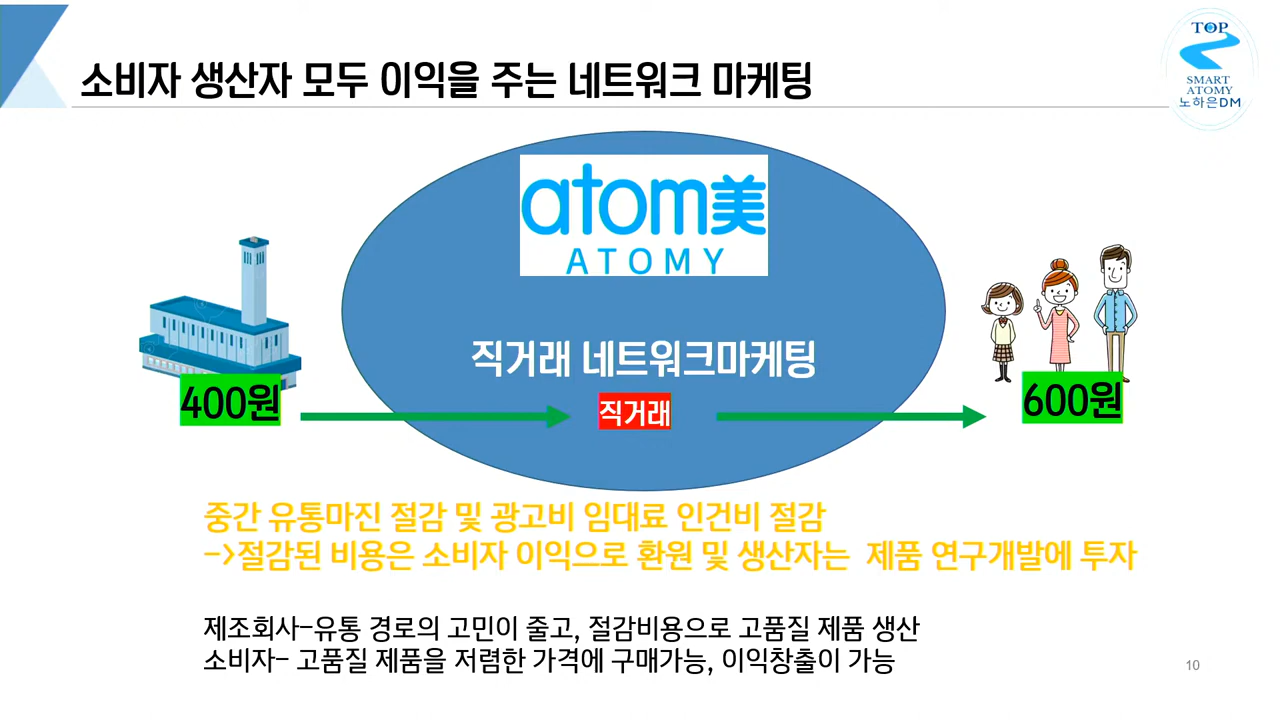 소비자 생산자 모두 이익을 주는 네트워크 마케팅
TOP
SMART
ATOMY
노하은DM
atom美
ATOMY
직거래 네트워크마케팅
400원
직거래
600원
중간 유통마진 절감 및 광고비 임대료 인건비 절감
->절감된 비용은 소비자 이익으로 환원 및 생산자는 제품 연구개발에 투자
제조회사-유통 경로의 고민이 줄고, 절감비용으로 고품질 제품 생산
소비자- 고품질 제품을 저렴한 가격에 구매가능, 이익창출이 가능
10